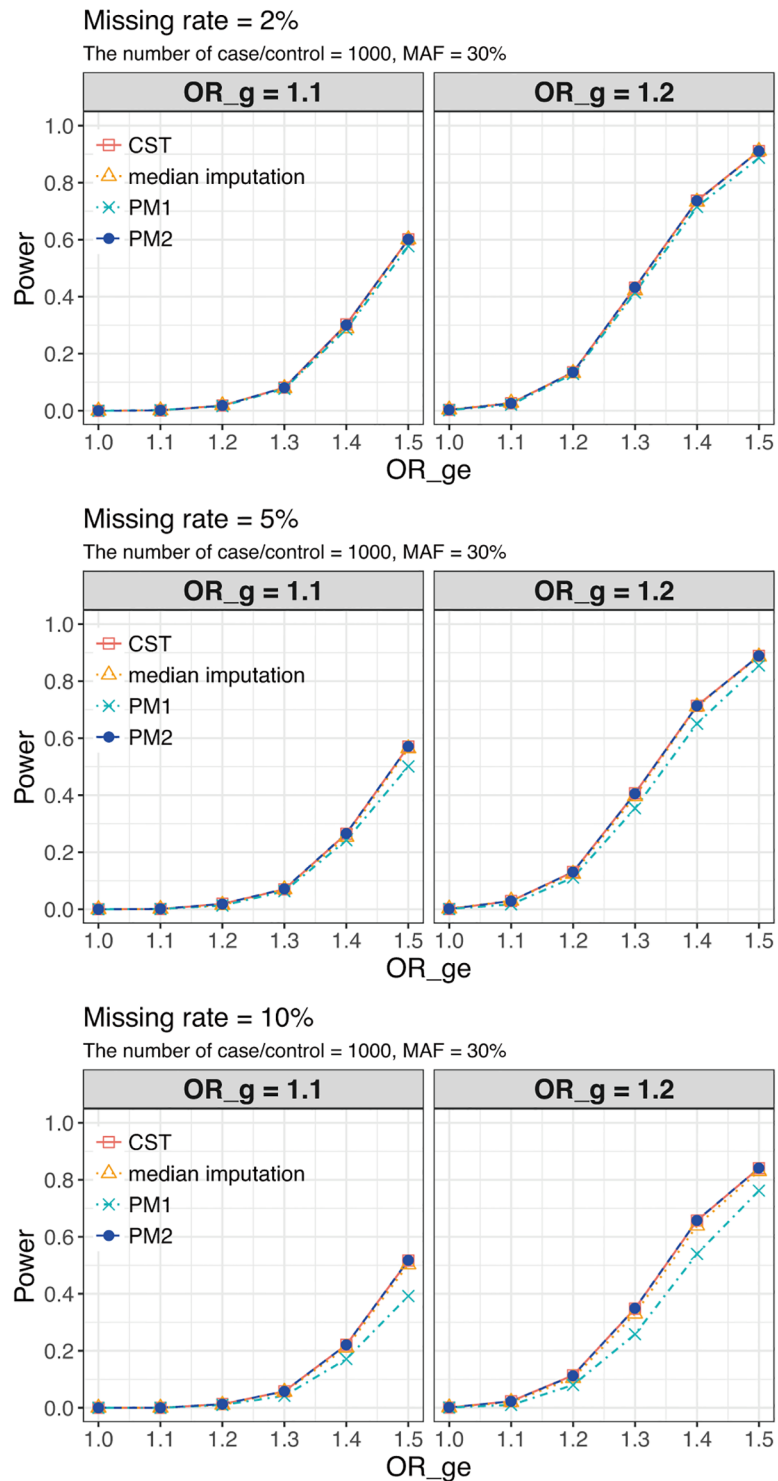 Missing rate = 2%
The number of case/control = 1000, MAF = 30%
OR_g = 1.1 OR_g = 1.2
1.0
0.8
0.6
0.4
0.2
0.0
Power
CST
median imputation
PM1
PM2
1.0 1.1 1.2 1.3 1.4 1.5 1.0 1.1 1.2 1.3 1.4 1.5
OR_ge
Missing rate = 5%
The number of case/control = 1000, MAF = 30%
OR_g = 1.1 OR_g = 1.2
1.0
0.8
0.6
0.4
0.2
0.0
Power
CST
median imputation
PM1
PM2
1.0 1.1 1.2 1.3 1.4 1.5 1.0 1.1 1.2 1.3 1.4 1.5
OR_ge
Missing rate = 10%
The number of case/control = 1000, MAF = 30%
OR_g = 1.1 OR_g = 1.2
1.0
0.8
0.6
0.4
0.2
0.0
Power
CST
median imputation
PM1
PM2
1.0 1.1 1.2 1.3 1.4 1.5 1.0 1.1 1.2 1.3 1.4 1.5
OR_ge